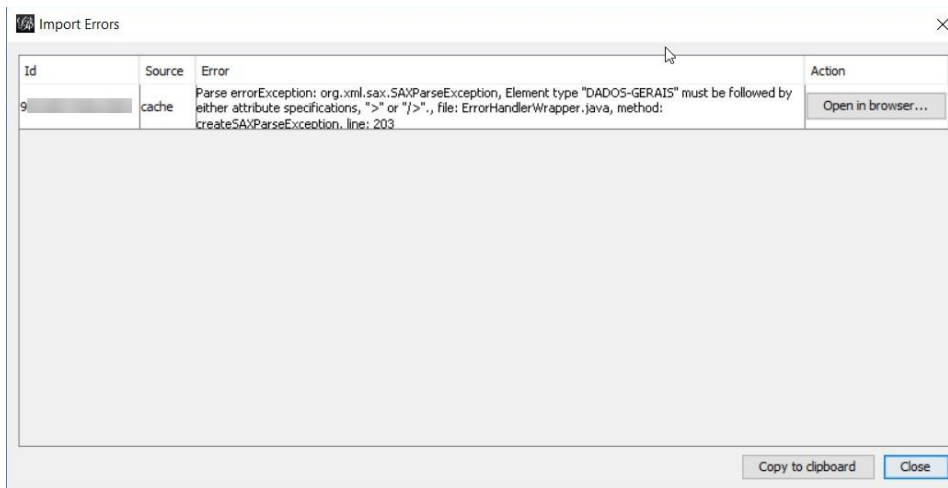 Import Errors
Id Source Error Action
Parse errorException: org.xml.sax.SAXParseException, Element type "DADOS-GERAIS" must be followed by
9 cache either attribute specifications, ">" or "/>"., file: ErrorHandlerWrapper.java, method: Open in browser...
createSAXParseException, line: 203
Copy to clipboard Close